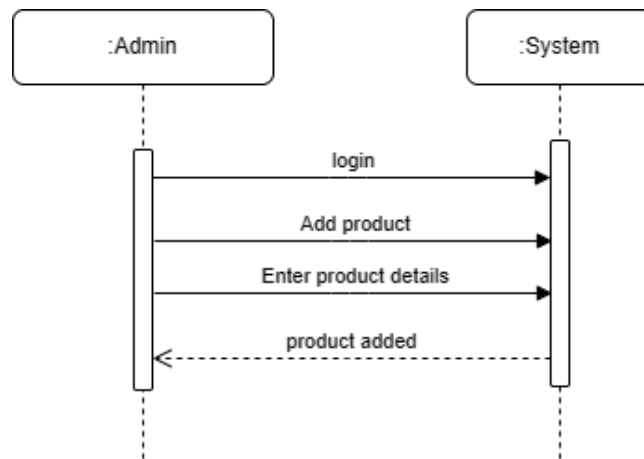 :Admin
:System
login
Add product
Enter product details
product added